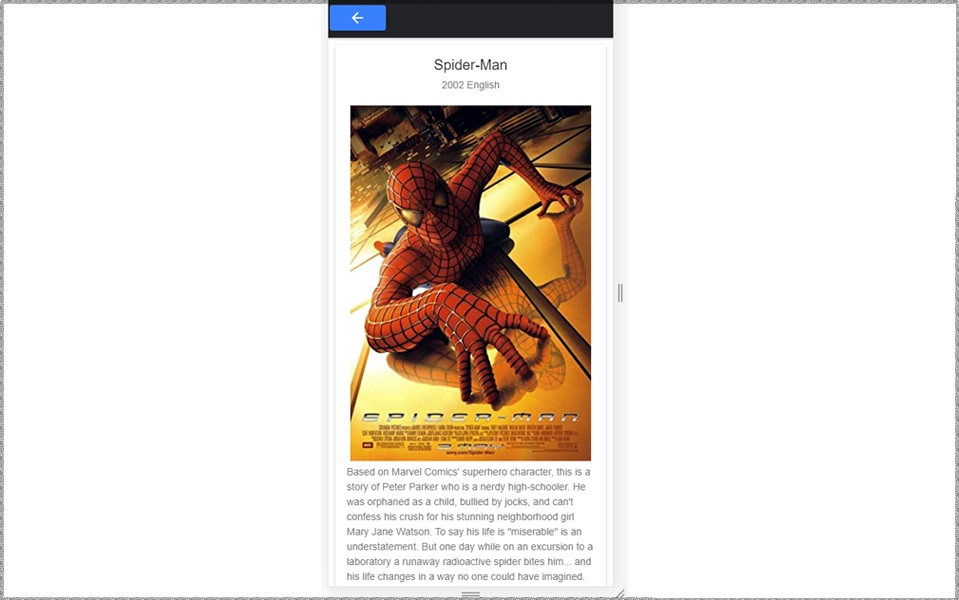 Spider-Man
2002 English
SPIDER-MAN
sony.com/Spider-Man
Based on Marvel Comics' superhero character, this is a
story of Peter Parker who is a nerdy high-schooler. He
was orphaned as a child, bullied by jocks, and can't
confess his crush for his stunning neighborhood girl
Mary Jane Watson. To say his life is "miserable" is an
understatement. But one day while on an excursion to a
laboratory a runaway radioactive spider bites him... and
his life changes in a way no one could have imagined.